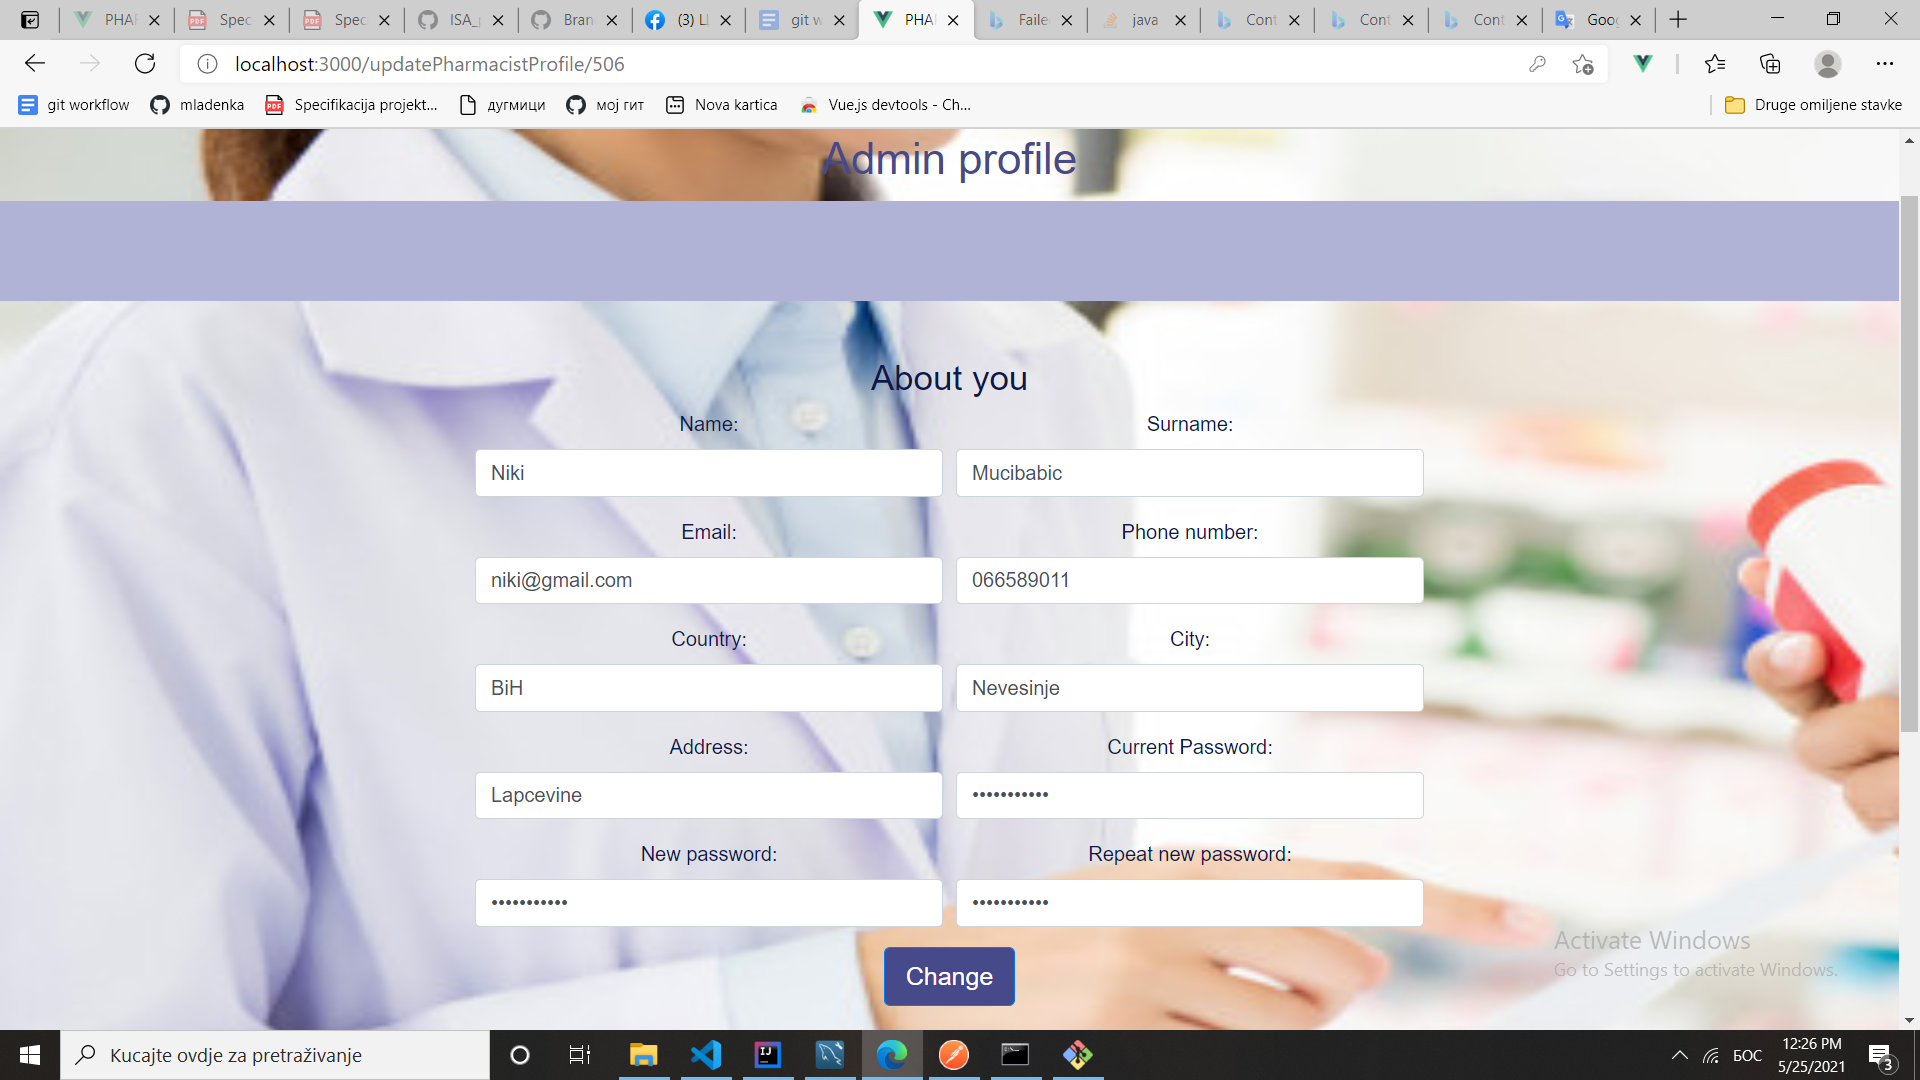 PHAI
Spec
Spec
ISA_
Bran
(3) Ll
git w
PHAI
Faile
java
Cont
Cont
Cont
Goog
localhost:3000/updatePharmacistProfile/506
git workflow
mladenka
Specifikacija projekt...
дугмици
мој гит
Nova kartica
Vue.js devtools - Ch...
Druge omiljene stavke
Admin profile
About you
Name:
Surname:
Niki
Mucibabic
Email:
Phone number:
niki@gmail.com
066589011
Country:
City:
BiH
Nevesinje
Address:
Current Password:
Lapcevine
•••••••••••
New password:
Repeat new password:
•••••••••••
•••••••••••
Change
Activate Windows
Go to Settings to activate Windows.
Kucajte ovdje za pretraživanje
БОС
12:26 PM
5/25/2021
3